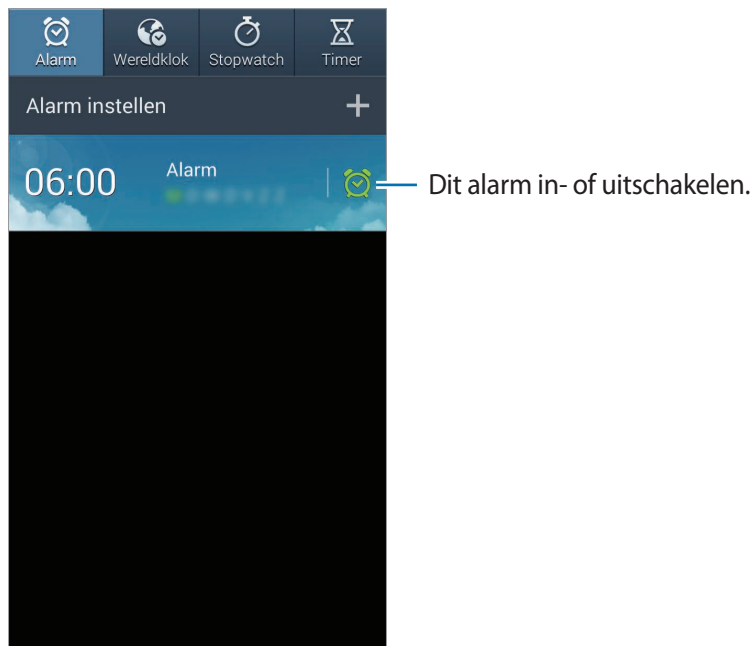 Alarm
Wereldklok
Stopwatch
Timer
Alarm instellen
06:00
Alarm
Dit alarm in- of uitschakelen.